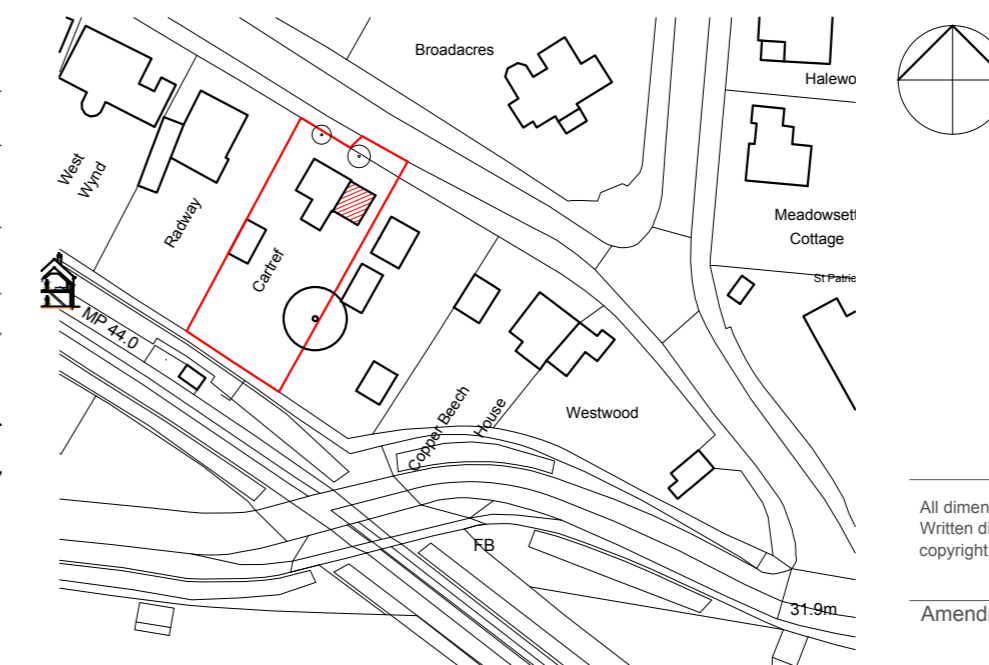 Broadacres
Halewo
West
Wynd
Radway
Cartref
Meadowsett
Cottage
St Patric
MP 44.0
Copper Beech
House
Westwood
FB
31.9m
All dimen
Written di
copyright
Amendr